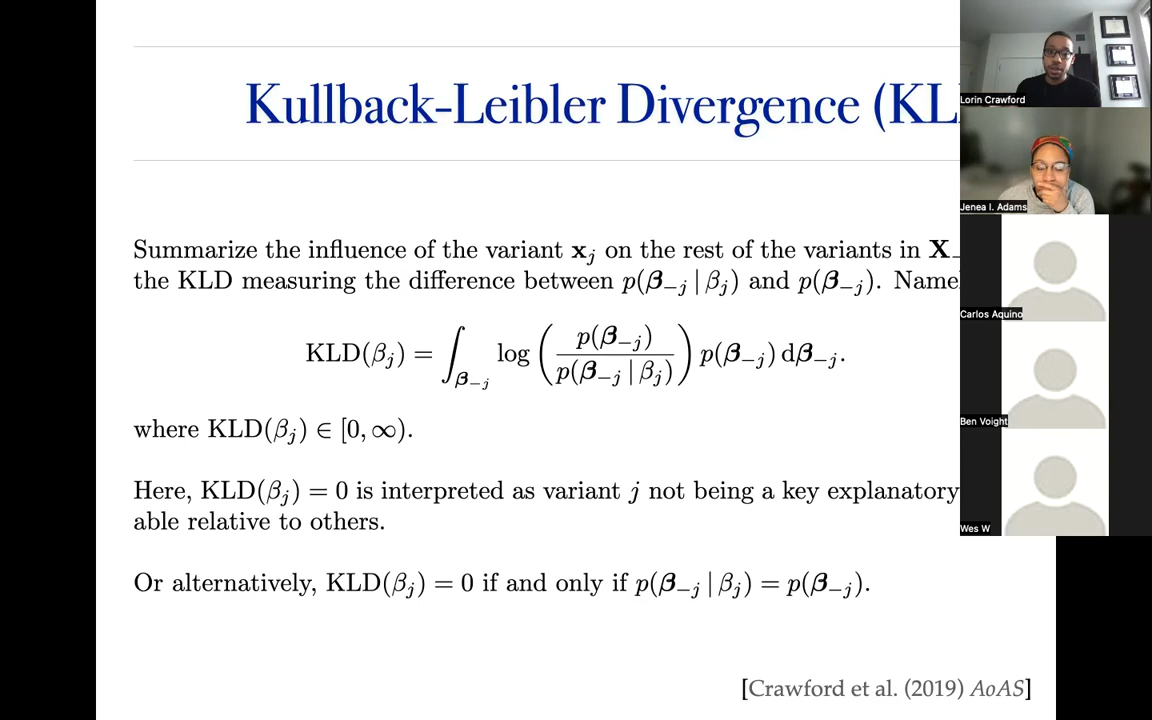 Kullback-Leibler Divergence (KL
Summarize the influence of the variant x_j on the rest of the variants in X_−
the KLD measuring the difference between p(β_−j | β_j) and p(β_−j). Name
KLD(β_j) = ∫_β_−j log ( p(β_−j) / p(β_−j | β_j) ) p(β_−j) dβ_−j.
where KLD(β_j) ∈ [0, ∞).
Here, KLD(β_j) = 0 is interpreted as variant j not being a key explanatory
able relative to others.
Or alternatively, KLD(β_j) = 0 if and only if p(β_−j | β_j) = p(β_−j).
[Crawford et al. (2019) AoAS]
Lorin Crawford
Jenea I. Adams
Carlos Aquino
Ben Voight
Wes W